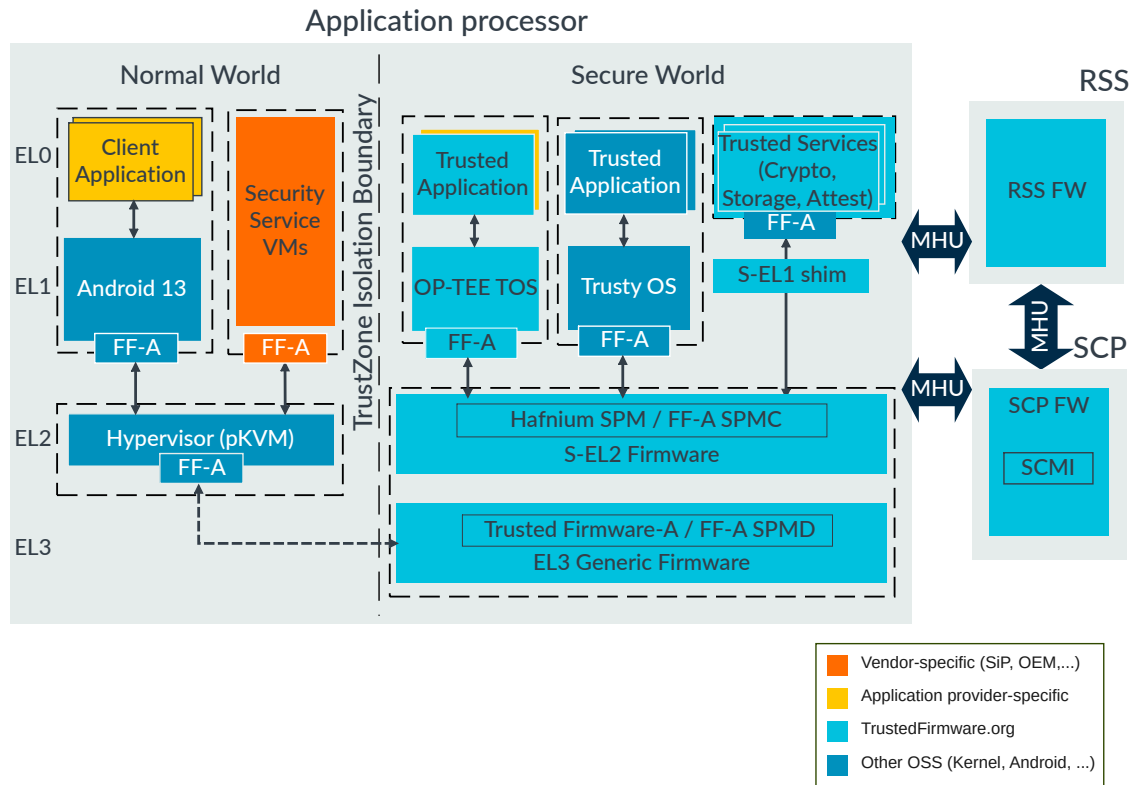 Application processor
Normal World
Secure World
RSS
TrustZone Isolation Boundary
EL0
Client
Application
Security
Service
VMs
Trusted
Application
Trusted
Application
Trusted Services
(Crypto,
Storage, Attest)
FF-A
RSS FW
MHU
EL1
Android 13
FF-A
FF-A
OP-TEE TOS
FF-A
Trusty OS
FF-A
S-EL1 shim
MHU
SCP
MHU
EL2
Hypervisor (pKVM)
FF-A
Hafnium SPM / FF-A SPMC
S-EL2 Firmware
SCP FW
SCMI
EL3
Trusted Firmware-A / FF-A SPMD
EL3 Generic Firmware
Vendor-specific (SiP, OEM,...)
Application provider-specific
TrustedFirmware.org
Other OSS (Kernel, Android, ...)